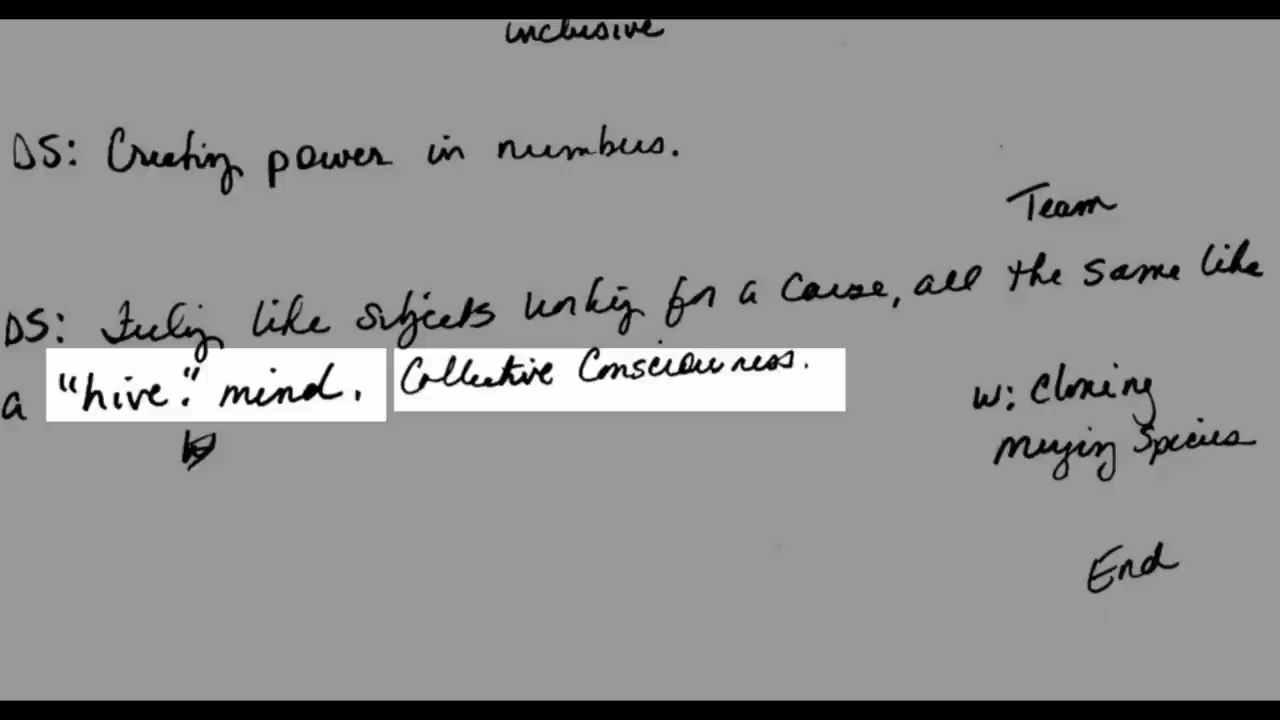 inclusive
DS: Creating power in numbers.
Team
DS: Feeling like subjects working for a cause, all the same like
a "hive." mind. Collective Consciousness.
W: Cloning
Merging Species
End